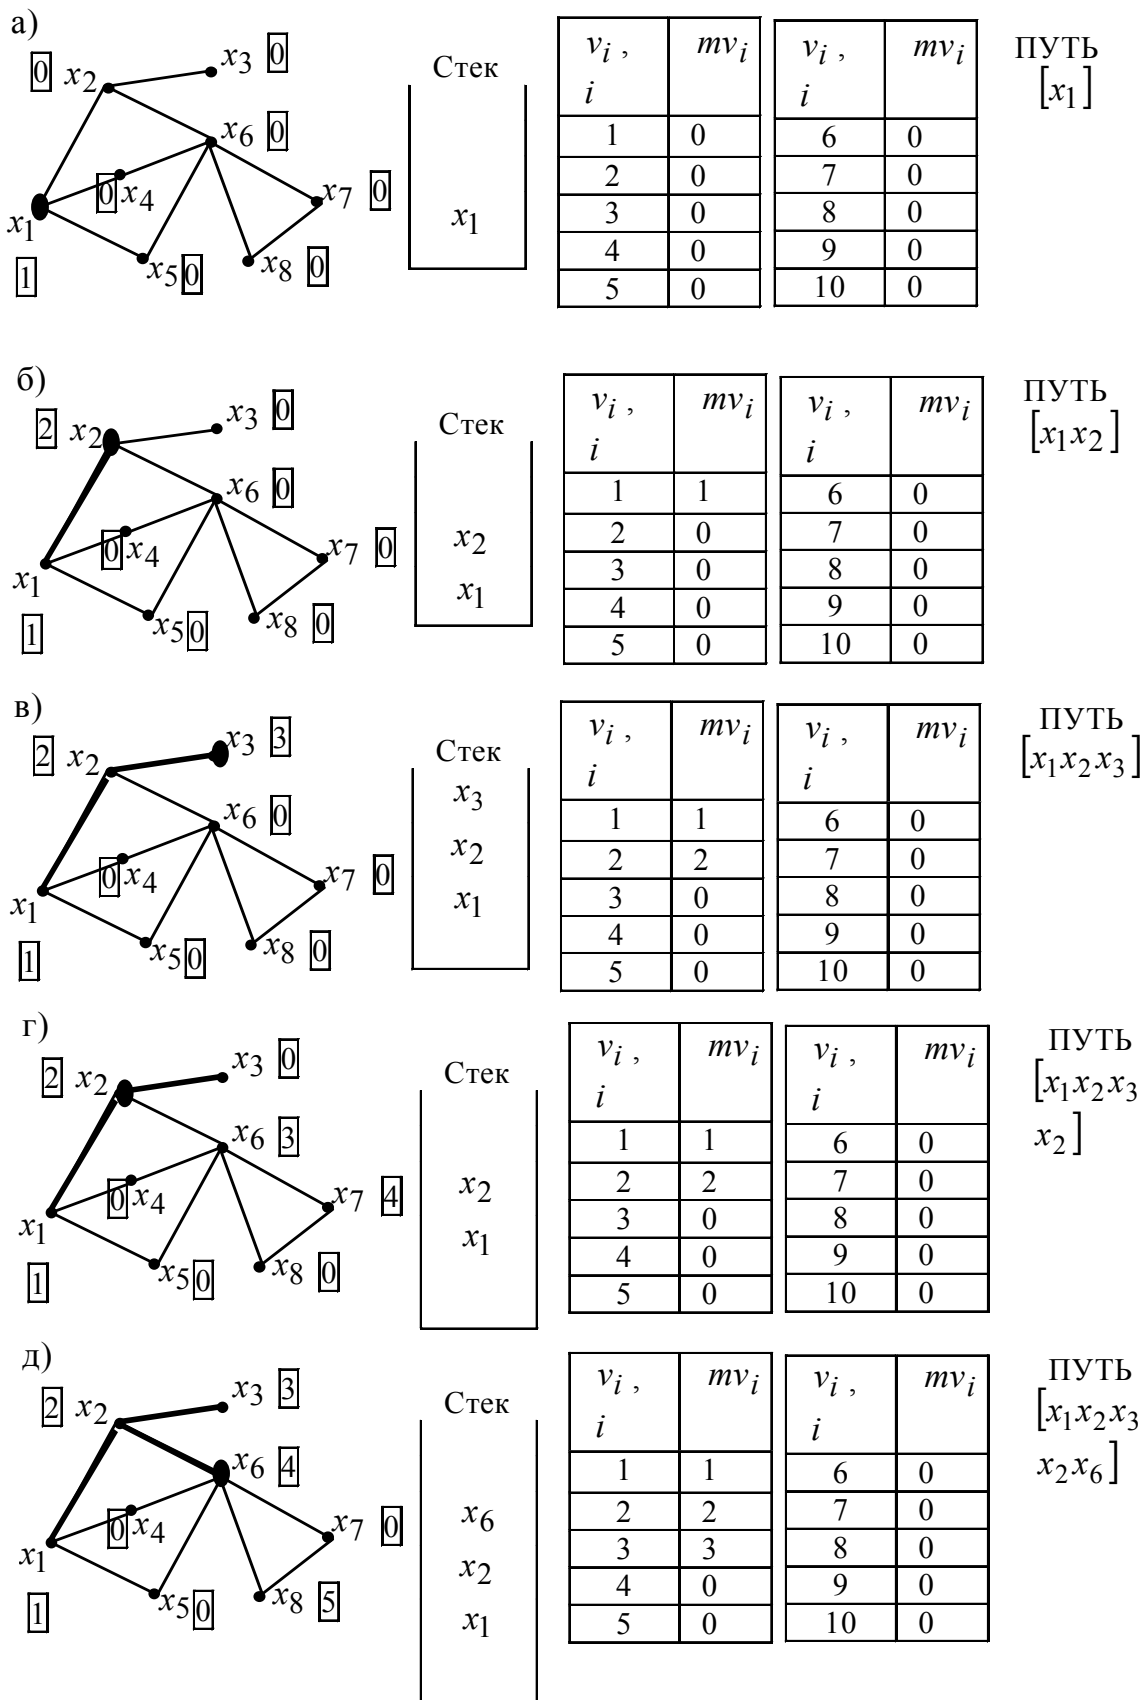 а)
x3 0
0 x2
x6 0
0 x4
x7 0
x1
x5 0
x8 0
1
Стек
x1
vi , i mvi
1 0
2 0
3 0
4 0
5 0
vi , i mvi
6 0
7 0
8 0
9 0
10 0
ПУТЬ
[x1]
б)
x3 0
2 x2
x6 0
0 x4
x7 0
x1
x5 0
x8 0
1
Стек
x2
x1
vi , i mvi
1 1
2 0
3 0
4 0
5 0
vi , i mvi
6 0
7 0
8 0
9 0
10 0
ПУТЬ
[x1x2]
в)
x3 3
2 x2
x6 0
0 x4
x7 0
x1
x5 0
x8 0
1
Стек
x3
x2
x1
vi , i mvi
1 1
2 2
3 0
4 0
5 0
vi , i mvi
6 0
7 0
8 0
9 0
10 0
ПУТЬ
[x1x2x3]
г)
x3 0
2 x2
x6 3
0 x4
x7 4
x1
x5 0
x8 0
1
Стек
x2
x1
vi , i mvi
1 1
2 2
3 0
4 0
5 0
vi , i mvi
6 0
7 0
8 0
9 0
10 0
ПУТЬ
[x1x2x3
x2]
д)
x3 3
2 x2
x6 4
0 x4
x7 0
x1
x5 0
x8 5
1
Стек
x6
x2
x1
vi , i mvi
1 1
2 2
3 3
4 0
5 0
vi , i mvi
6 0
7 0
8 0
9 0
10 0
ПУТЬ
[x1x2x3
x2x6]